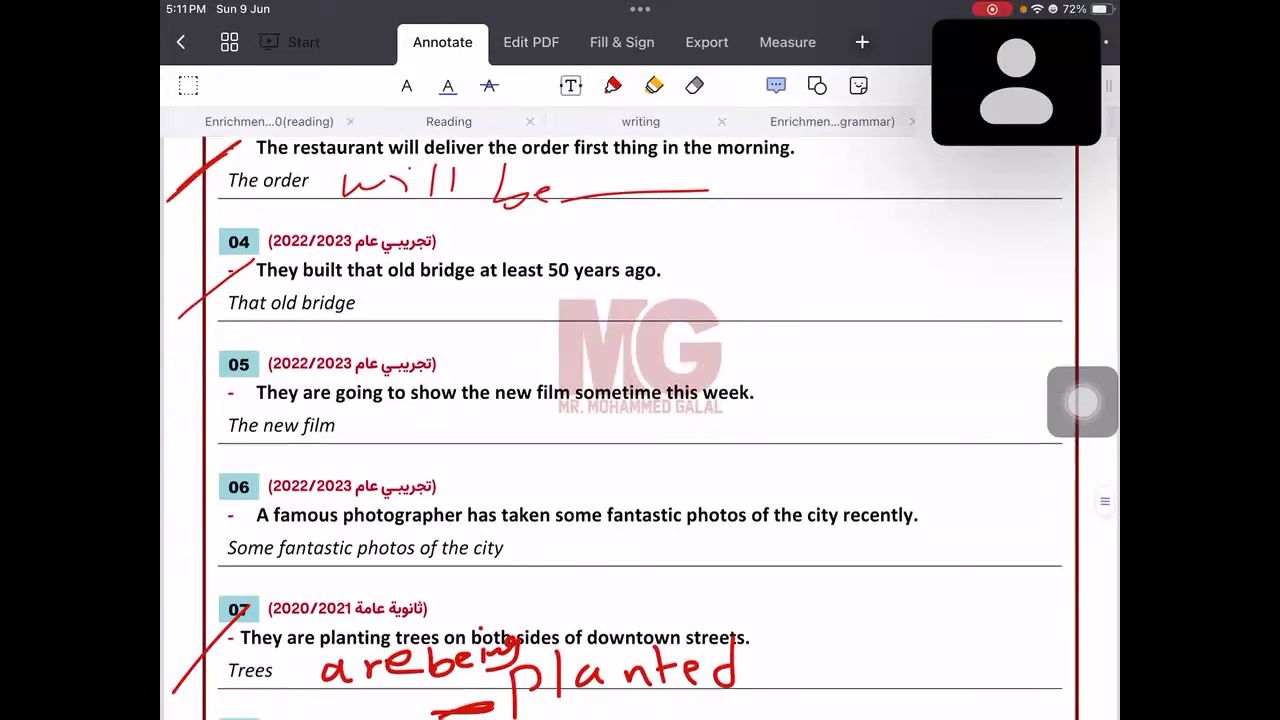 5:11 PM Sun 9 Jun 72%
Start Annotate Edit PDF Fill & Sign Export Measure
A A A T
Enrichmen...0(reading) × Reading × writing × Enrichmen...grammar) ×
The restaurant will deliver the order first thing in the morning.
The order will be
04 (تجريبي عام 2022/2023)
- They built that old bridge at least 50 years ago.
That old bridge
05 (تجريبي عام 2022/2023)
- They are going to show the new film sometime this week.
The new film
MG
MR. MOHAMMED GALAL
06 (تجريبي عام 2022/2023)
- A famous photographer has taken some fantastic photos of the city recently.
Some fantastic photos of the city
07 (ثانوية عامة 2020/2021)
- They are planting trees on both sides of downtown streets.
Trees are being planted